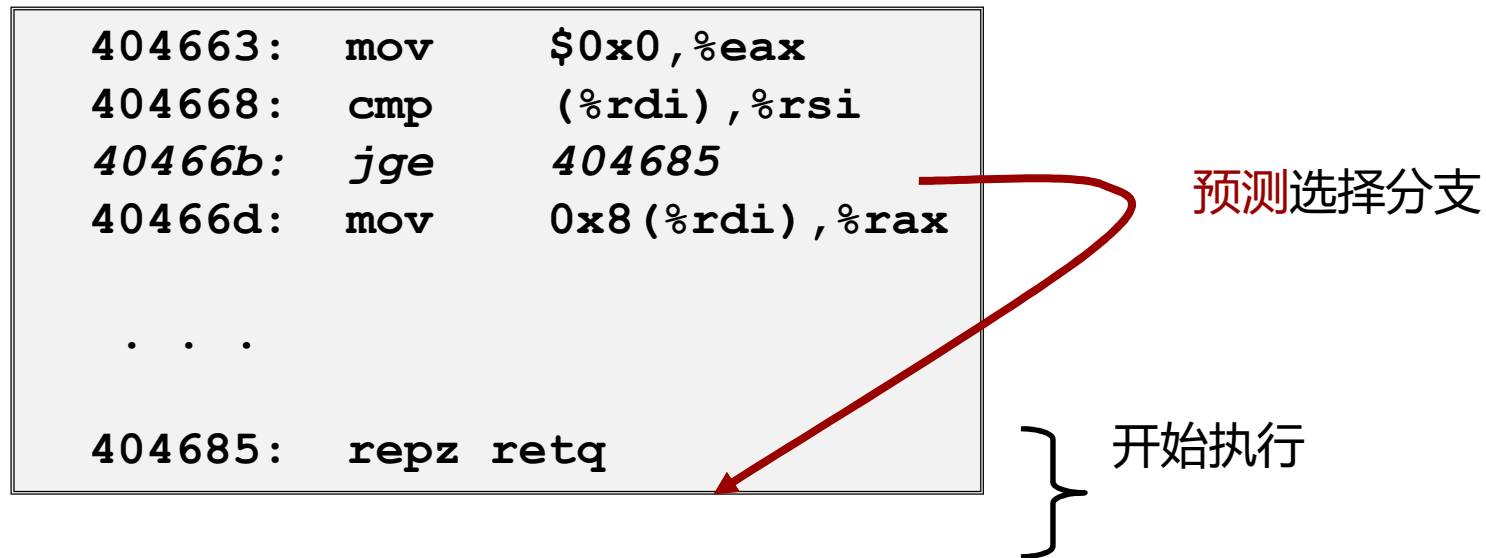 404663: mov $0x0,%eax
404668: cmp (%rdi),%rsi
40466b: jge 404685
40466d: mov 0x8(%rdi),%rax
预测选择分支
. . .
404685: repz retq
开始执行